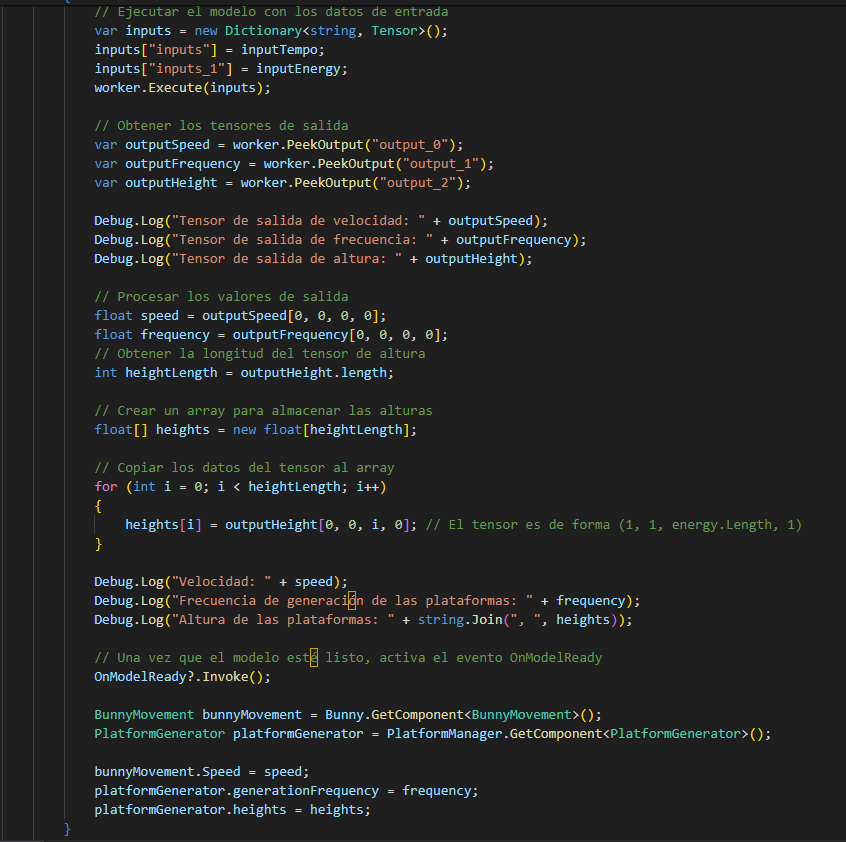 // Ejecutar el modelo con los datos de entrada
var inputs = new Dictionary<string, Tensor>();
inputs["inputs"] = inputTempo;
inputs["inputs_1"] = inputEnergy;
worker.Execute(inputs);
// Obtener los tensores de salida
var outputSpeed = worker.PeekOutput("output_0");
var outputFrequency = worker.PeekOutput("output_1");
var outputHeight = worker.PeekOutput("output_2");
Debug.Log("Tensor de salida de velocidad: " + outputSpeed);
Debug.Log("Tensor de salida de frecuencia: " + outputFrequency);
Debug.Log("Tensor de salida de altura: " + outputHeight);
// Procesar los valores de salida
float speed = outputSpeed[0, 0, 0, 0];
float frequency = outputFrequency[0, 0, 0, 0];
// Obtener la longitud del tensor de altura
int heightLength = outputHeight.length;
// Crear un array para almacenar las alturas
float[] heights = new float[heightLength];
// Copiar los datos del tensor al array
for (int i = 0; i < heightLength; i++)
{
heights[i] = outputHeight[0, 0, i, 0]; // El tensor es de forma (1, 1, energy.Length, 1)
}
Debug.Log("Velocidad: " + speed);
Debug.Log("Frecuencia de generación de las plataformas: " + frequency);
Debug.Log("Altura de las plataformas: " + string.Join(", ", heights));
// Una vez que el modelo esté listo, activa el evento OnModelReady
OnModelReady?.Invoke();
BunnyMovement bunnyMovement = Bunny.GetComponent<BunnyMovement>();
PlatformGenerator platformGenerator = PlatformManager.GetComponent<PlatformGenerator>();
bunnyMovement.Speed = speed;
platformGenerator.generationFrequency = frequency;
platformGenerator.heights = heights;
}